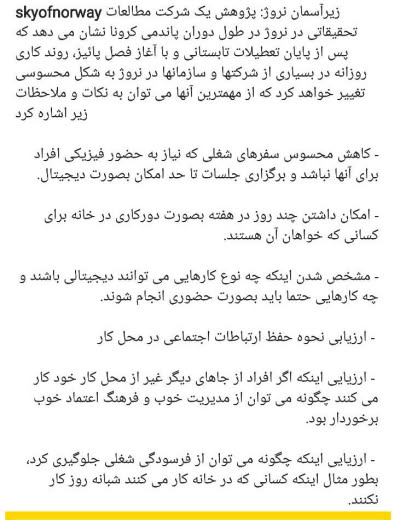 skyofnorway زیرآسمان نروژ: پژوهش یک شرکت مطالعات
تحقیقاتی در نروژ در طول دوران پاندمی کرونا نشان می دهد که
پس از پایان تعطیلات تابستانی و با آغاز فصل پائیز، روند کاری
روزانه در بسیاری از شرکتها و سازمانها در نروژ به شکل محسوسی
تغییر خواهد کرد که از مهمترین آنها می توان به نکات و ملاحظات
زیر اشاره کرد
- کاهش محسوس سفرهای شغلی که نیاز به حضور فیزیکی افراد
برای آنها نباشد و برگزاری جلسات تا حد امکان بصورت دیجیتال.
- امکان داشتن چند روز در هفته بصورت دورکاری در خانه برای
کسانی که خواهان آن هستند.
- مشخص شدن اینکه چه نوع کارهایی می توانند دیجیتالی باشند و
چه کارهایی حتما باید بصورت حضوری انجام شوند.
- ارزیابی نحوه حفظ ارتباطات اجتماعی در محل کار
- ارزیایی اینکه اگر افراد از جاهای دیگر غیر از محل کار خود کار
می کنند چگونه می توان از مدیریت خوب و فرهنگ اعتماد خوب
برخوردار بود.
- ارزیایی اینکه چگونه می توان از فرسودگی شغلی جلوگیری کرد،
بطور مثال اینکه کسانی که در خانه کار می کنند شبانه روز کار
نکنند.